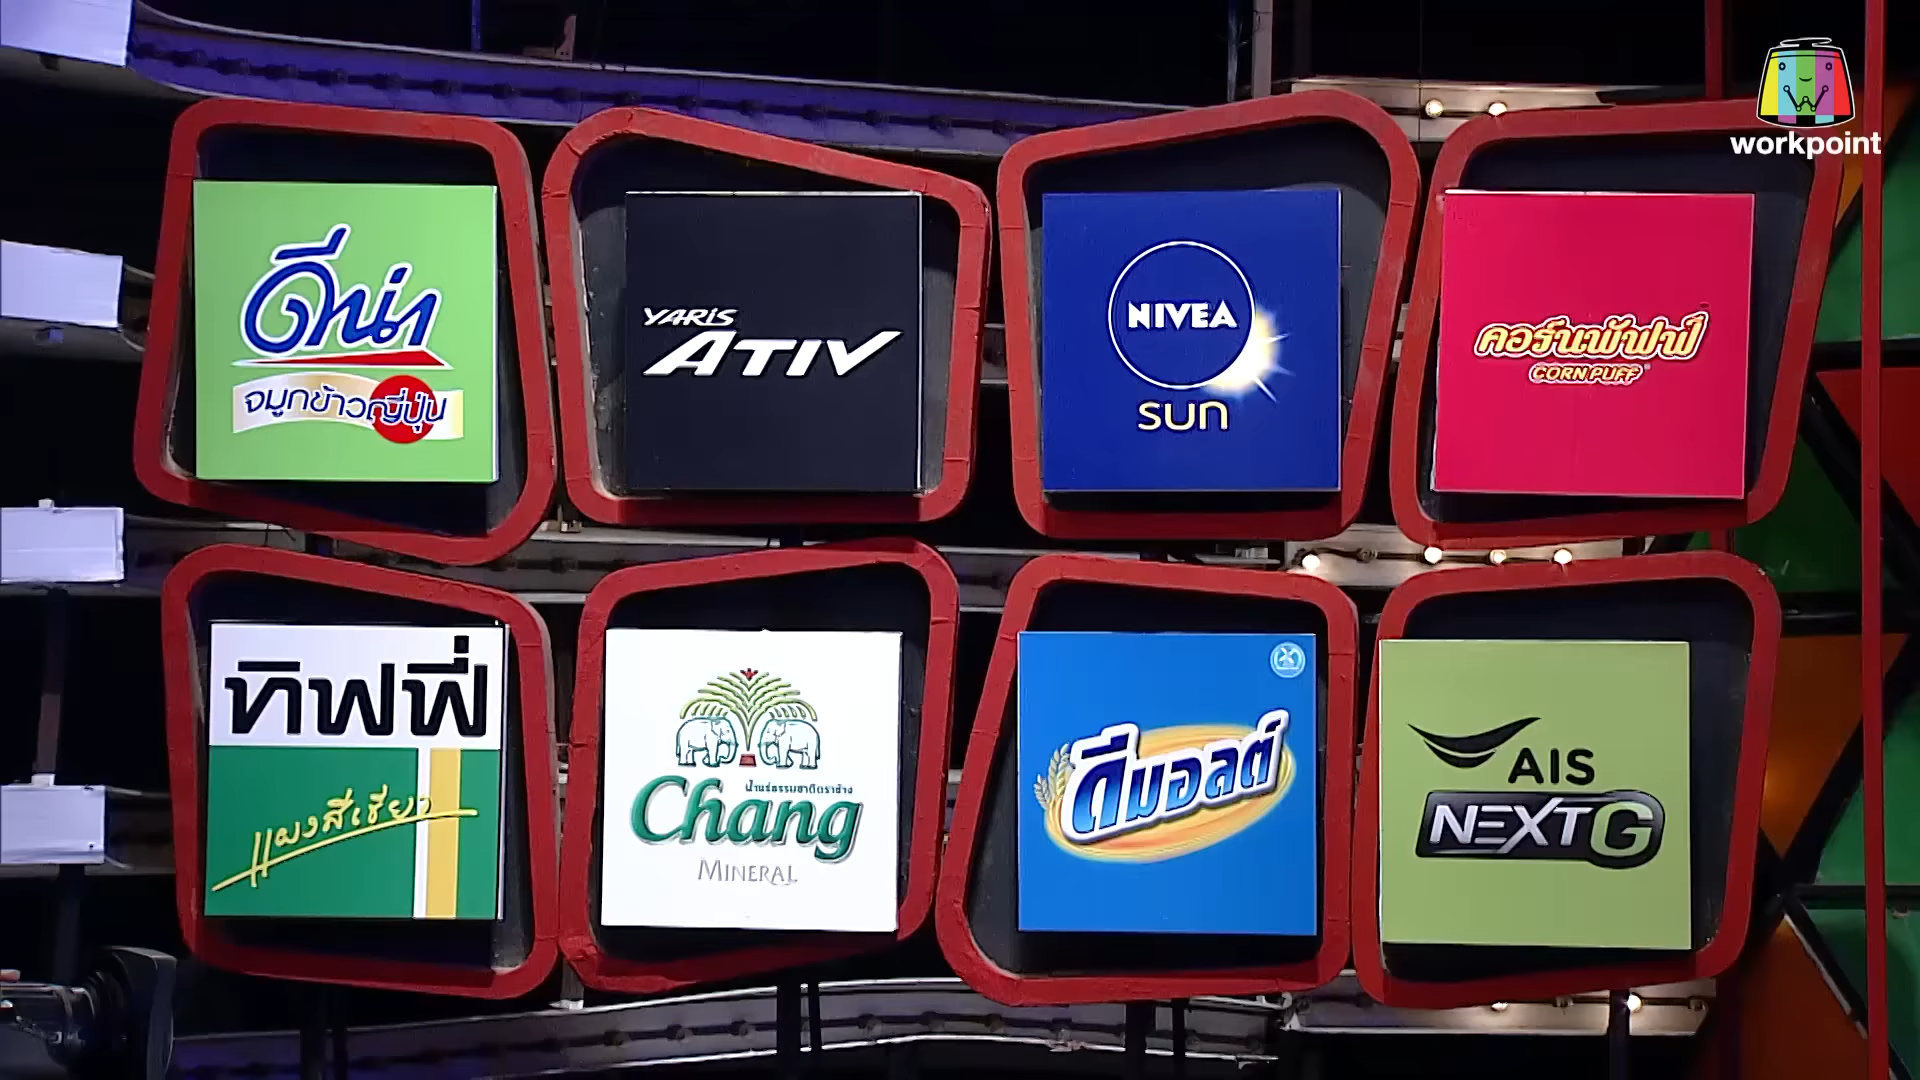 workpoint
ดีน่า
จมูกข้าวญี่ปุ่น
YARiS
ATIV
NIVEA
sun
คอร์นพัฟฟ์
CORN PUFF
ทิฟฟี่
แผงสีเขียว
น้ำแร่ธรรมชาติตราช้าง
Chang
MINERAL
ดีมอลต์
AIS
NEXT G